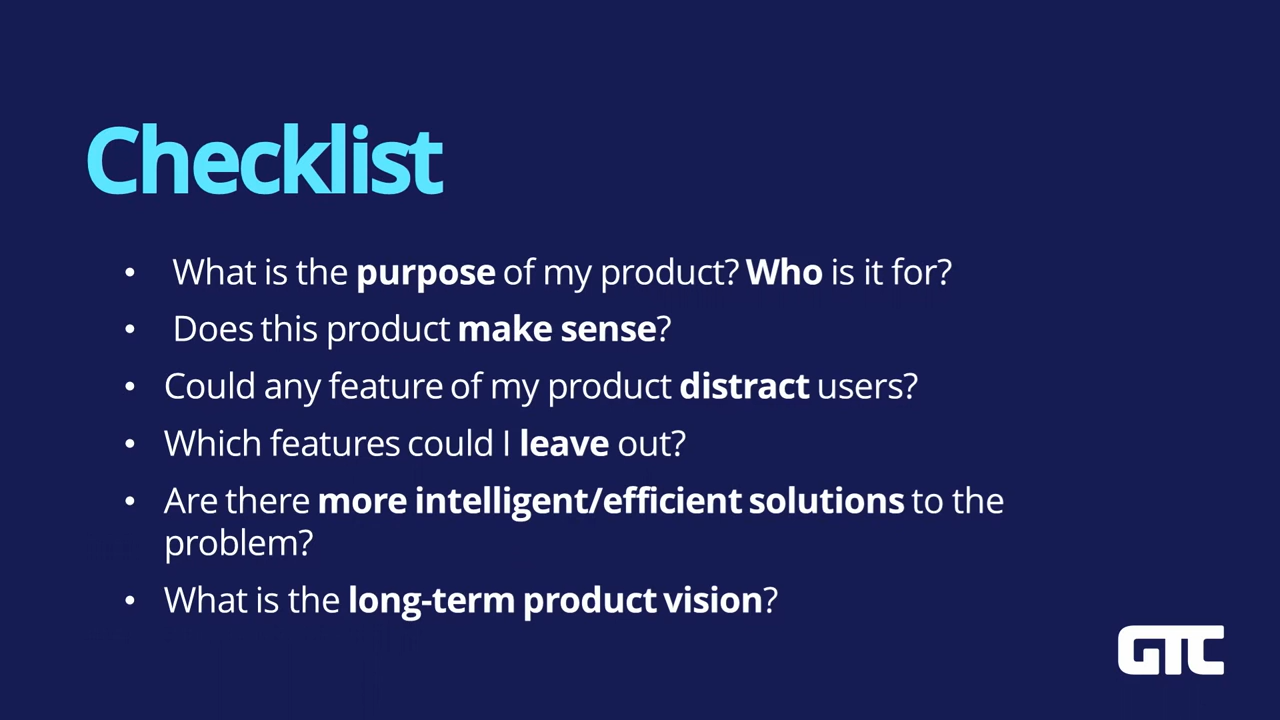 Checklist
• What is the purpose of my product? Who is it for?
• Does this product make sense?
• Could any feature of my product distract users?
• Which features could I leave out?
• Are there more intelligent/efficient solutions to the
problem?
• What is the long-term product vision?
GTC